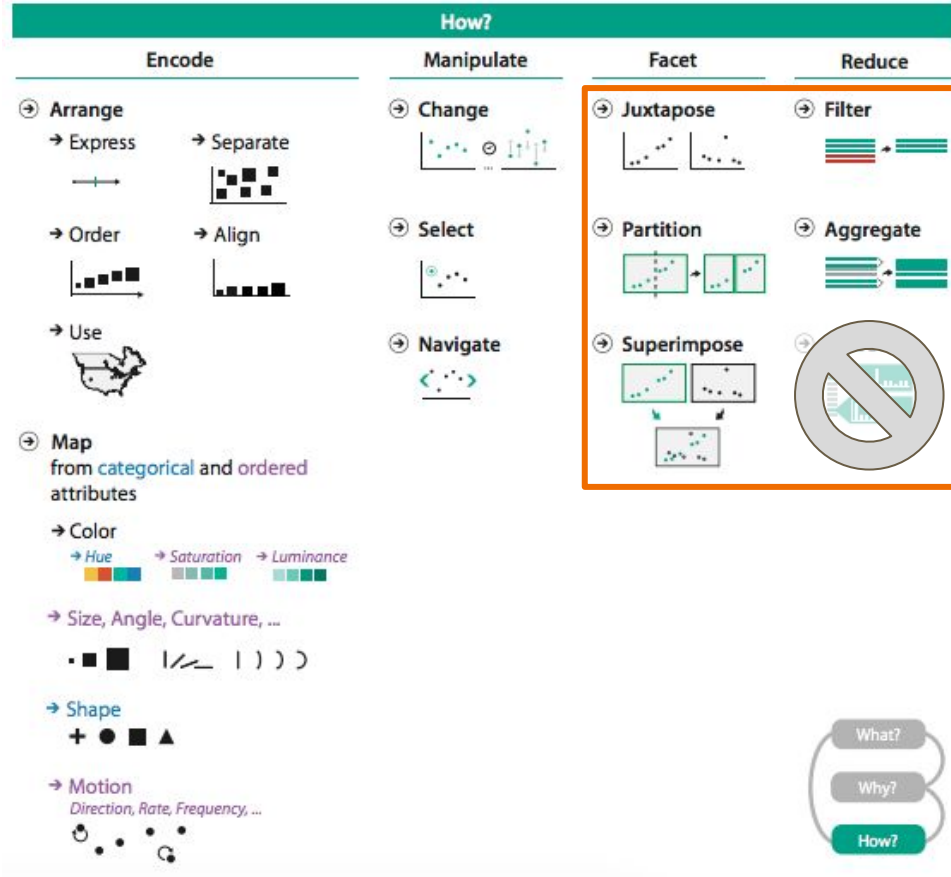 How?
Encode
Arrange
Express
Separate
Order
Align
Use
Map
from categorical and ordered
attributes
Color
Hue
Saturation
Luminance
Size, Angle, Curvature, ...
Shape
Motion
Direction, Rate, Frequency, ...
Manipulate
Change
...
Select
Navigate
Facet
Juxtapose
Partition
Superimpose
Reduce
Filter
Aggregate
What?
Why?
How?